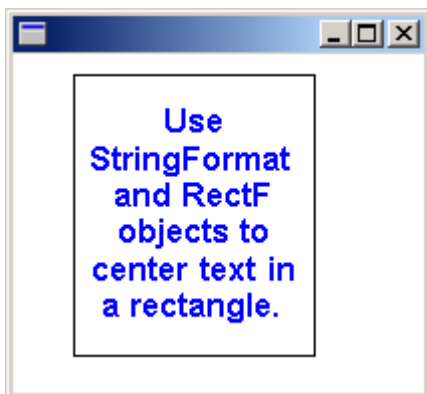 Use
StringFormat
and RectF
objects to
center text in
a rectangle.